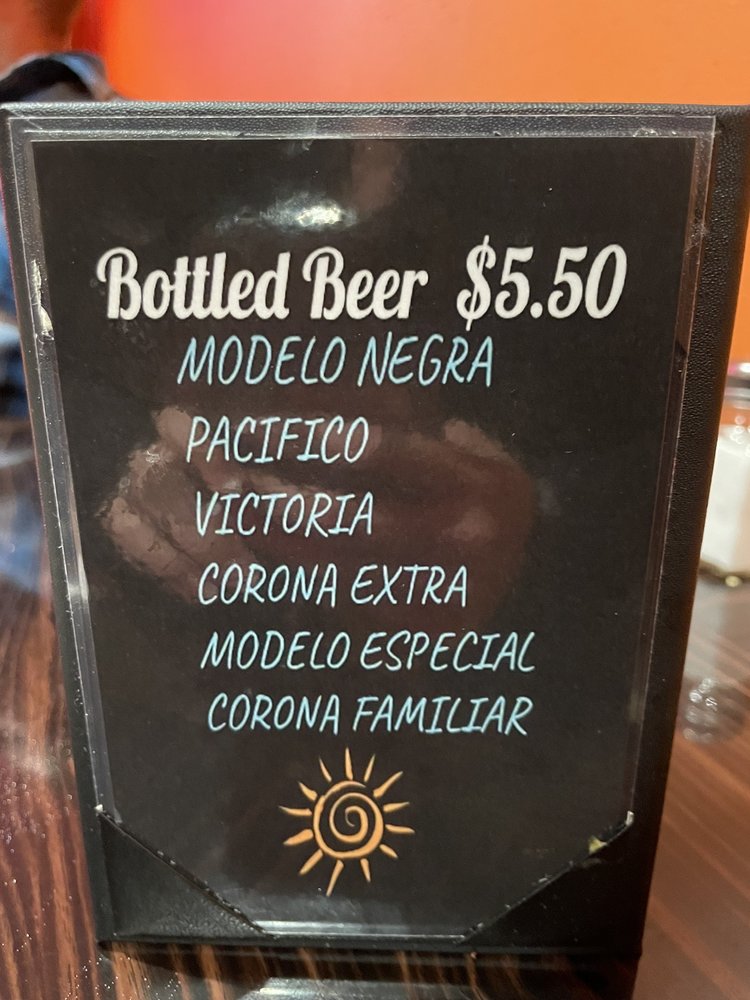 Bottled Beer $5.50
MODELO NEGRA
PACIFICO
VICTORIA
CORONA EXTRA
MODELO ESPECIAL
CORONA FAMILIAR